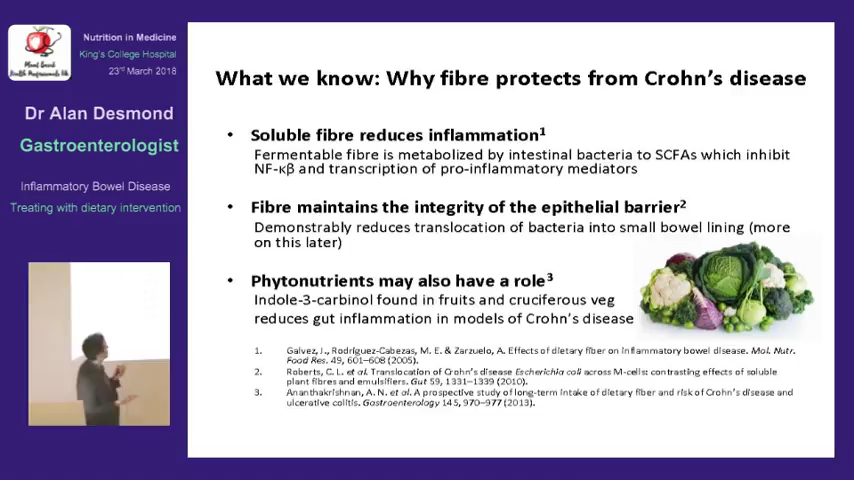 Plant based
Health Professionals UK
Nutrition in Medicine
King's College Hospital
23rd March 2018
Dr Alan Desmond
Gastroenterologist
Inflammatory Bowel Disease
Treating with dietary intervention
What we know: Why fibre protects from Crohn's disease
• Soluble fibre reduces inflammation1
Fermentable fibre is metabolized by intestinal bacteria to SCFAs which inhibit
NF-κβ and transcription of pro-inflammatory mediators
• Fibre maintains the integrity of the epithelial barrier2
Demonstrably reduces translocation of bacteria into small bowel lining (more
on this later)
• Phytonutrients may also have a role3
Indole-3-carbinol found in fruits and cruciferous veg
reduces gut inflammation in models of Crohn's disease
1. Galvez, J., Rodríguez-Cabezas, M. E. & Zarzuelo, A. Effects of dietary fiber on inflammatory bowel disease. Mol. Nutr.
Food Res. 49, 601–608 (2005).
2. Roberts, C. L. et al. Translocation of Crohn's disease Escherichia coli across M-cells: contrasting effects of soluble
plant fibres and emulsifiers. Gut 59, 1331–1339 (2010).
3. Ananthakrishnan, A. N. et al. A prospective study of long-term intake of dietary fiber and risk of Crohn's disease and
ulcerative colitis. Gastroenterology 145, 970–977 (2013).